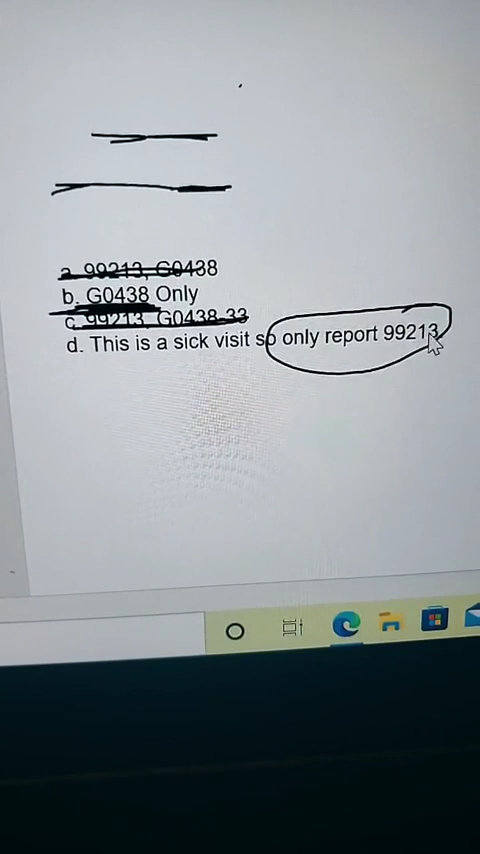 a. 99213, G0438
b. G0438 Only
c. 99213, G0438-33
d. This is a sick visit so only report 99213